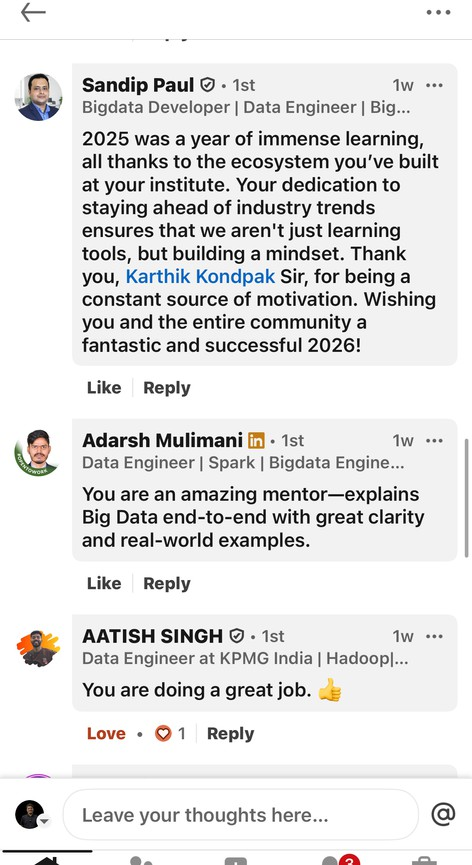 Sandip Paul • 1st 1w
Bigdata Developer | Data Engineer | Big...
2025 was a year of immense learning,
all thanks to the ecosystem you’ve built
at your institute. Your dedication to
staying ahead of industry trends
ensures that we aren't just learning
tools, but building a mindset. Thank
you, Karthik Kondpak Sir, for being a
constant source of motivation. Wishing
you and the entire community a
fantastic and successful 2026!
Like Reply
Adarsh Mulimani in • 1st 1w
#OPENTOWORK
Data Engineer | Spark | Bigdata Engine...
You are an amazing mentor—explains
Big Data end-to-end with great clarity
and real-world examples.
Like Reply
AATISH SINGH • 1st 1w
Data Engineer at KPMG India | Hadoop|...
You are doing a great job. 👍
Love • 1 Reply
Leave your thoughts here... @